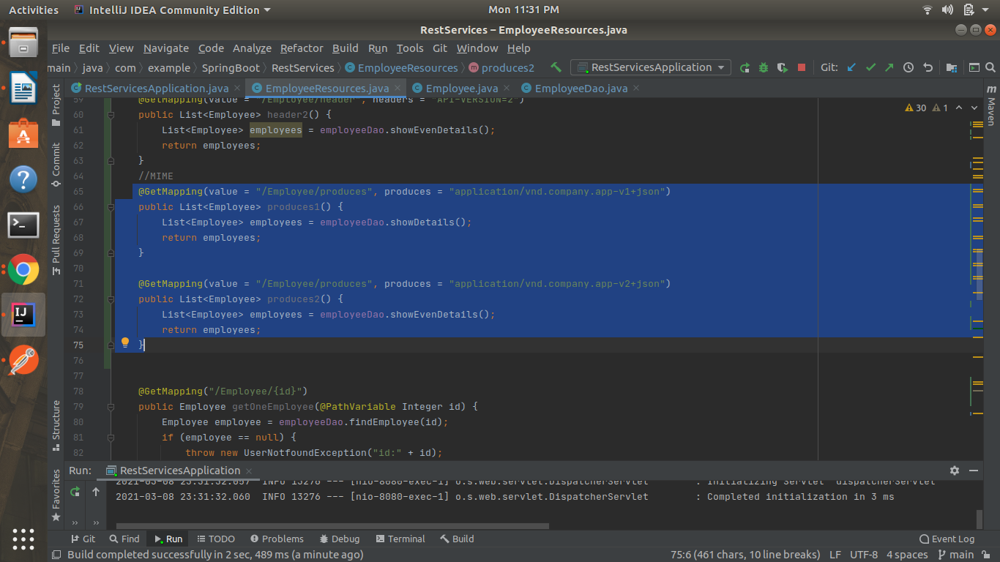 Activities IntelliJ IDEA Community Edition Mon 11:31 PM
RestServices – EmployeeResources.java
File Edit View Navigate Code Analyze Refactor Build Run Tools Git Window Help
main java com example SpringBoot RestServices EmployeeResources produces2 RestServicesApplication Git:
RestServicesApplication.java EmployeeResources.java Employee.java EmployeeDao.java
Project
Commit
Pull Requests
Structure
Favorites
Maven
30 1
59 @GetMapping(value = "/Employee/header", headers = "API-VERSION=2")
60 public List<Employee> header2() {
61 List<Employee> employees = employeeDao.showEvenDetails();
62 return employees;
63 }
64 //MIME
65 @GetMapping(value = "/Employee/produces", produces = "application/vnd.company.app-v1+json")
66 public List<Employee> produces1() {
67 List<Employee> employees = employeeDao.showDetails();
68 return employees;
69 }
70
71 @GetMapping(value = "/Employee/produces", produces = "application/vnd.company.app-v2+json")
72 public List<Employee> produces2() {
73 List<Employee> employees = employeeDao.showEvenDetails();
74 return employees;
75 }
76
77
78 @GetMapping("/Employee/{id}")
79 public Employee getOneEmployee(@PathVariable Integer id) {
80 Employee employee = employeeDao.findEmployee(id);
81 if (employee == null) {
82 throw new UserNotfoundException("id:" + id);
Run: RestServicesApplication
2021-03-08 23:31:32.057 INFO 13276 --- [nio-8080-exec-1] o.s.web.servlet.DispatcherServlet : Initializing Servlet 'dispatcherServlet'
2021-03-08 23:31:32.060 INFO 13276 --- [nio-8080-exec-1] o.s.web.servlet.DispatcherServlet : Completed initialization in 3 ms
Git Find Run TODO Problems Debug Terminal Build Event Log
Build completed successfully in 2 sec, 489 ms (a minute ago) 75:6 (461 chars, 10 line breaks) LF UTF-8 4 spaces main